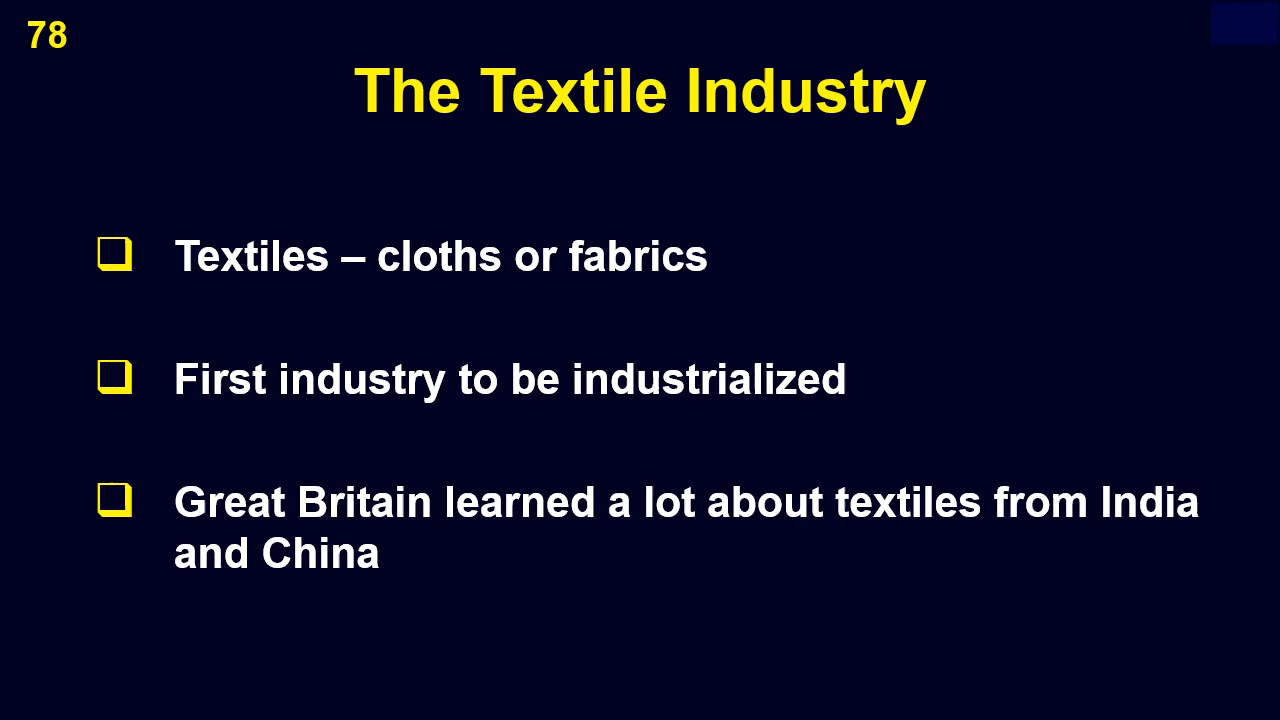 78
The Textile Industry
❑ Textiles – cloths or fabrics
❑ First industry to be industrialized
❑ Great Britain learned a lot about textiles from India
and China